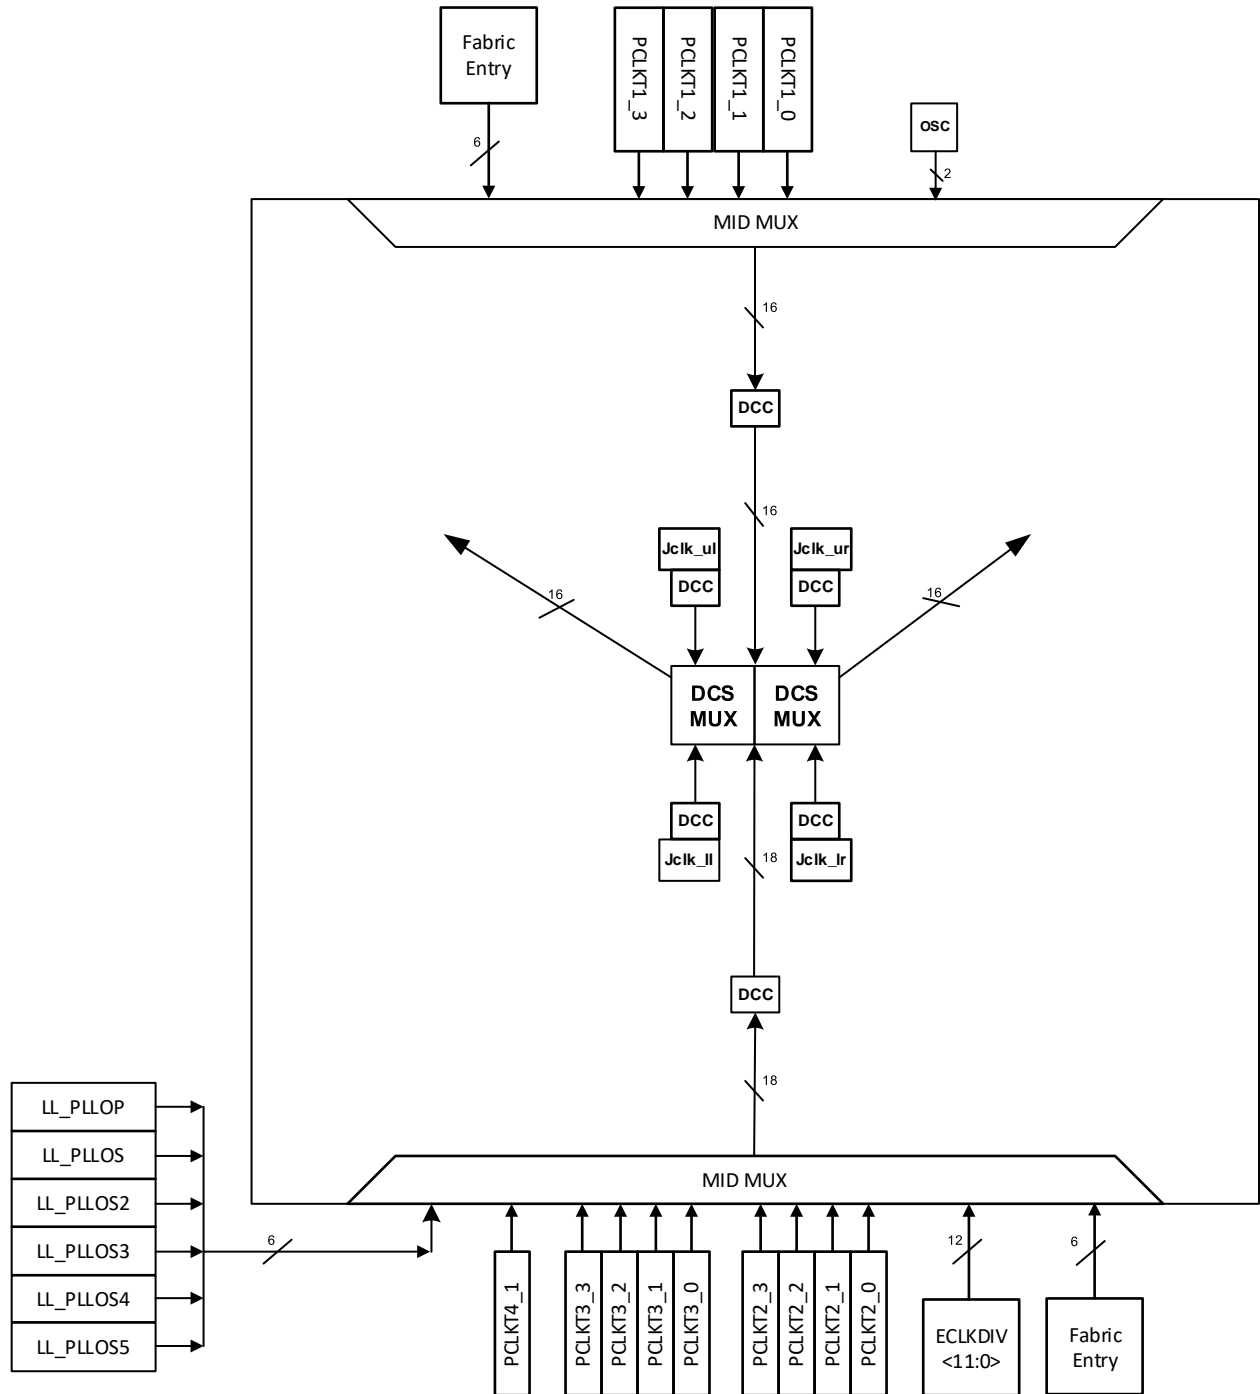 Fabric
Entry
PCLKT1_3
PCLKT1_2
PCLKT1_1
PCLKT1_0
OSC
6
2
MID MUX
16
DCC
16
Jclk_ul
DCC
Jclk_ur
DCC
16
16
DCS
MUX
DCS
MUX
DCC
Jclk_ll
DCC
Jclk_lr
18
DCC
18
LL_PLLOP
LL_PLLOS
LL_PLLOS2
LL_PLLOS3
LL_PLLOS4
LL_PLLOS5
MID MUX
6
12
6
PCLKT4_1
PCLKT3_3
PCLKT3_2
PCLKT3_1
PCLKT3_0
PCLKT2_3
PCLKT2_2
PCLKT2_1
PCLKT2_0
ECLKDIV
<11:0>
Fabric
Entry